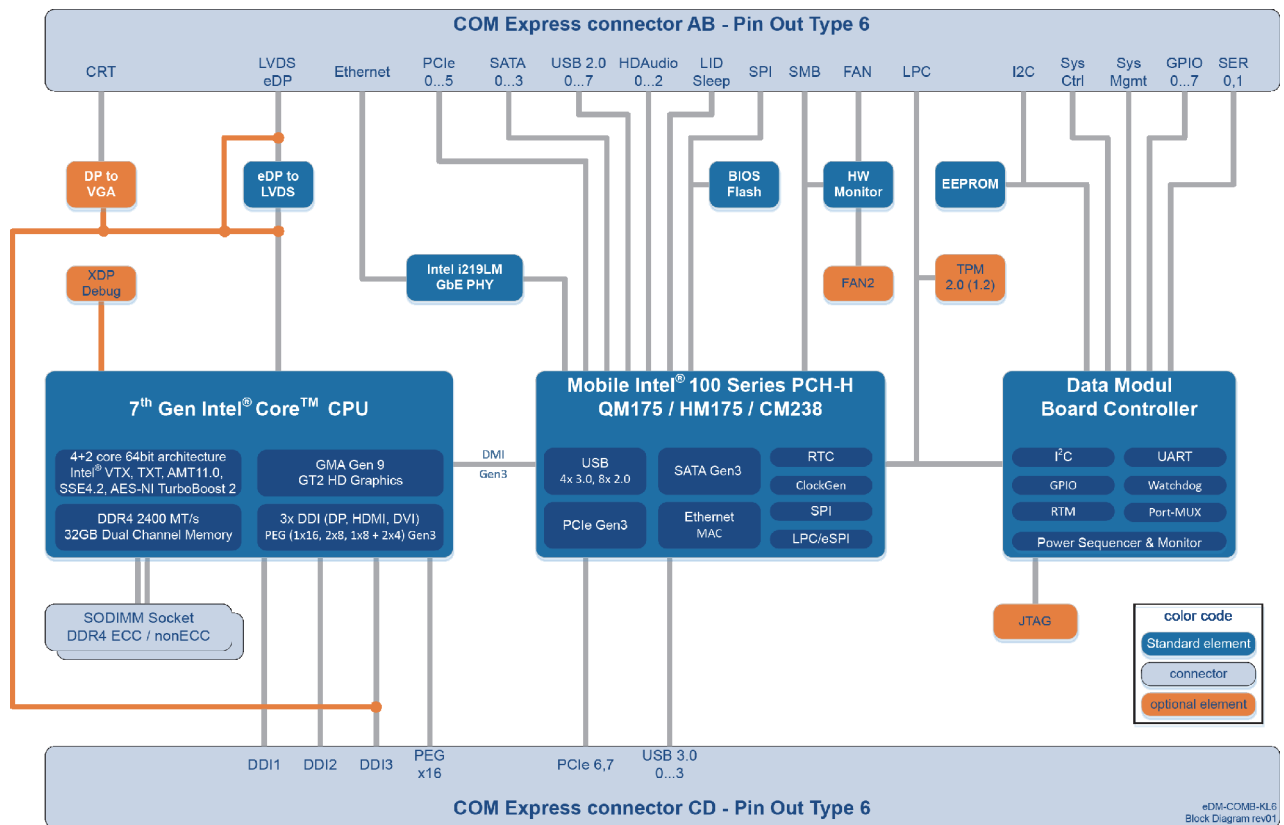 COM Express connector AB - Pin Out Type 6
CRT
LVDS
eDP
Ethernet
PCIe
0...5
SATA
0...3
USB 2.0
0...7
HDAudio
0...2
LID
Sleep
SPI
SMB
FAN
LPC
I2C
Sys
Ctrl
Sys
Mgmt
GPIO
0...7
SER
0,1
DP to
VGA
eDP to
LVDS
BIOS
Flash
HW
Monitor
EEPROM
XDP
Debug
Intel i219LM
GbE PHY
FAN2
TPM
2.0 (1.2)
7th Gen Intel® Core™ CPU
4+2 core 64bit architecture
Intel® VTX, TXT, AMT11.0,
SSE4.2, AES-NI TurboBoost 2
GMA Gen 9
GT2 HD Graphics
DDR4 2400 MT/s
32GB Dual Channel Memory
3x DDI (DP, HDMI, DVI)
PEG (1x16, 2x8, 1x8 + 2x4) Gen3
DMI
Gen3
Mobile Intel® 100 Series PCH-H
QM175 / HM175 / CM238
USB
4x 3.0, 8x 2.0
SATA Gen3
PCIe Gen3
Ethernet
MAC
RTC
ClockGen
SPI
LPC/eSPI
Data Modul
Board Controller
I²C
UART
GPIO
Watchdog
RTM
Port-MUX
Power Sequencer & Monitor
SODIMM Socket
DDR4 ECC / nonECC
JTAG
color code
Standard element
connector
optional element
DDI1
DDI2
DDI3
PEG
x16
PCIe 6,7
USB 3.0
0...3
COM Express connector CD - Pin Out Type 6
eDM-COMB-KL6
Block Diagram rev01